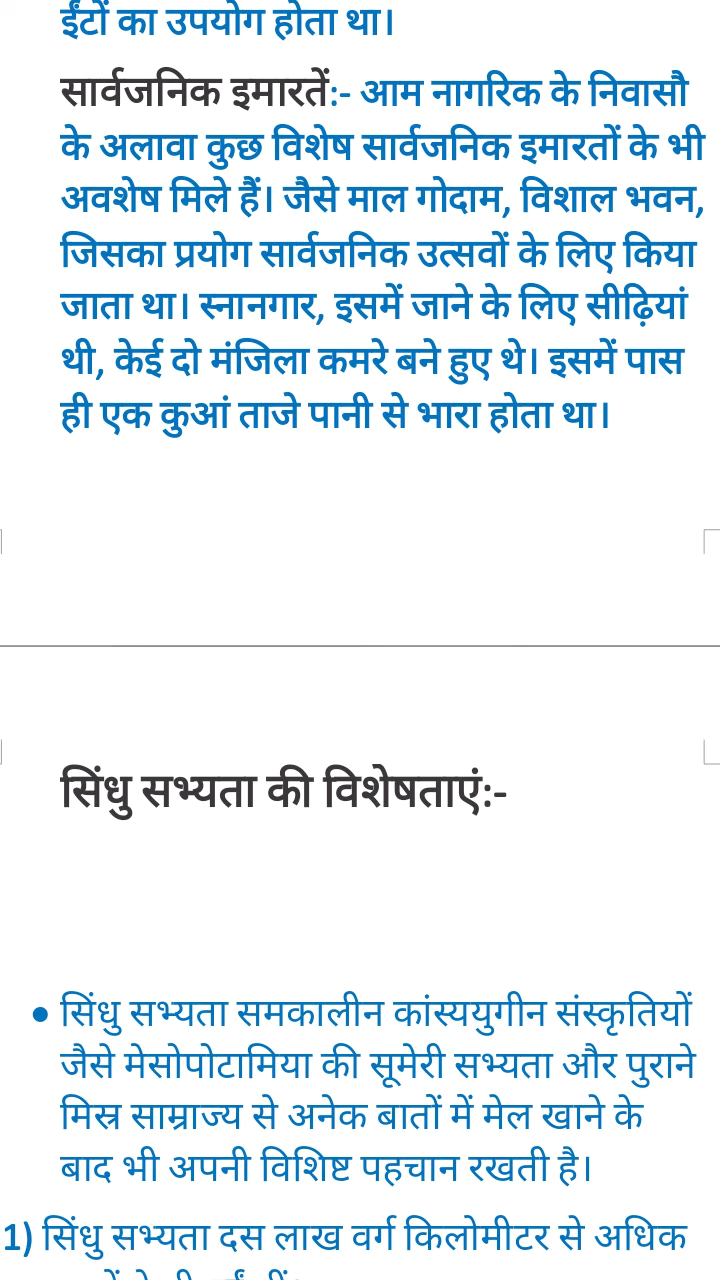 ईंटों का उपयोग होता था।
सार्वजनिक इमारतें:- आम नागरिक के निवासौ
के अलावा कुछ विशेष सार्वजनिक इमारतों के भी
अवशेष मिले हैं। जैसे माल गोदाम, विशाल भवन,
जिसका प्रयोग सार्वजनिक उत्सवों के लिए किया
जाता था। स्नानगार, इसमें जाने के लिए सीढ़ियां
थी, केई दो मंजिला कमरे बने हुए थे। इसमें पास
ही एक कुआं ताजे पानी से भारा होता था।
सिंधु सभ्यता की विशेषताएं:-
• सिंधु सभ्यता समकालीन कांस्ययुगीन संस्कृतियों
जैसे मेसोपोटामिया की सूमेरी सभ्यता और पुराने
मिस्र साम्राज्य से अनेक बातों में मेल खाने के
बाद भी अपनी विशिष्ट पहचान रखती है।
1) सिंधु सभ्यता दस लाख वर्ग किलोमीटर से अधिक